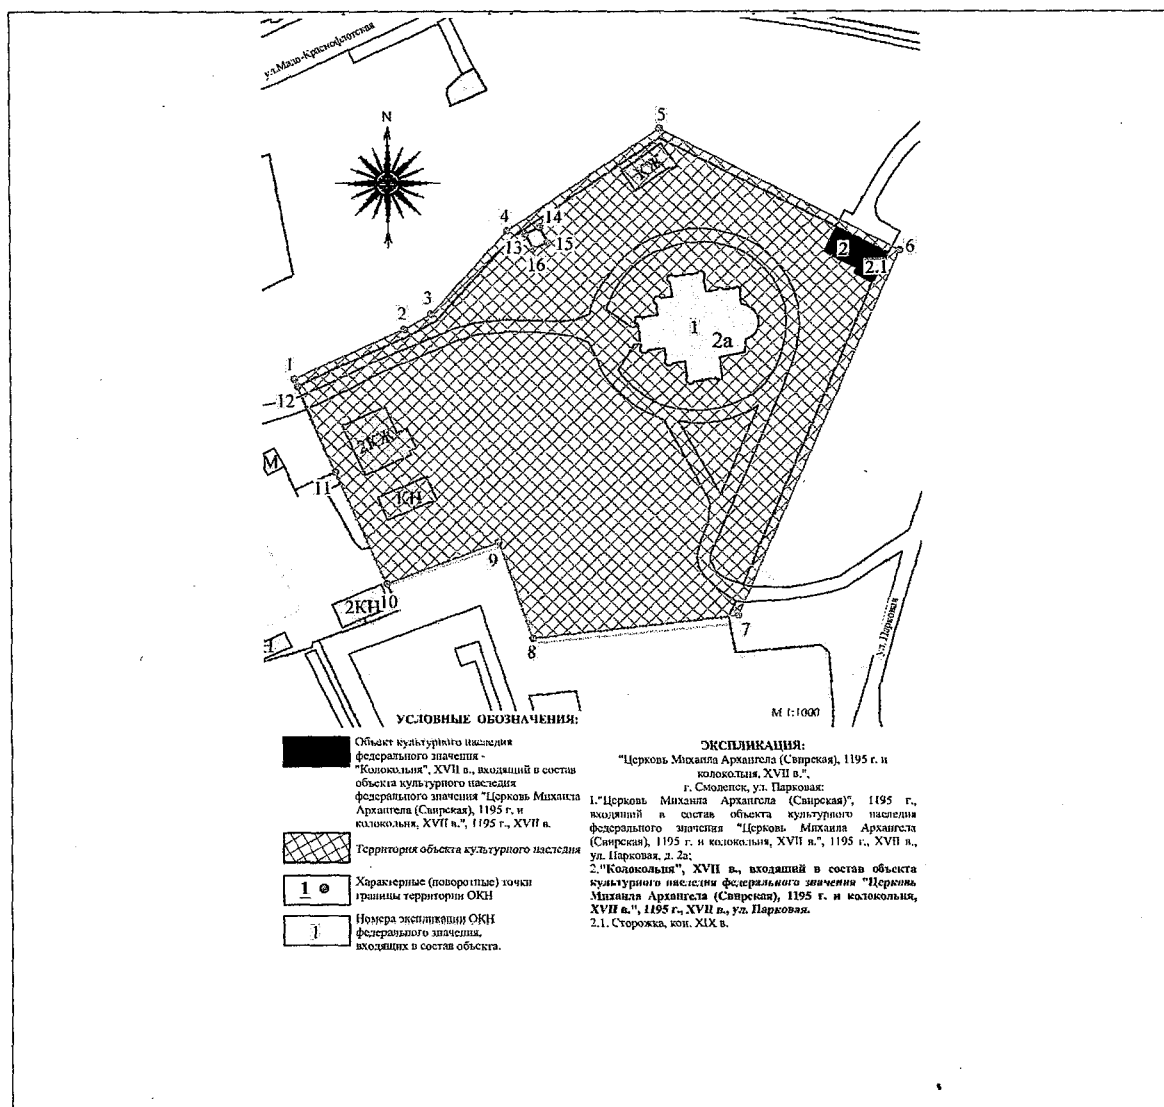 ул.Мало-Краснофлотская
N
5
КЖ
4
14
13
15
16
6
2
2.1
3
2
1
2а
1
12
2КЖ
М
11
КН
9
10
2КН
7
8
ул. Парковая
М 1:1000
УСЛОВНЫЕ ОБОЗНАЧЕНИЯ:
Объект культурного наследия
федерального значения -
"Колокольня", XVII в., входящий в состав
объекта культурного наследия
федерального значения "Церковь Михаила
Архангела (Свирская), 1195 г. и
колокольня, XVII в.", 1195 г., XVII в.
Территория объекта культурного наследия
1
Характерные (поворотные) точки
границы территории ОКН
1
Номера экспликации ОКН
федерального значения,
входящих в состав объекта.
ЭКСПЛИКАЦИЯ:
"Церковь Михаила Архангела (Свирская), 1195 г. и
колокольня, XVII в.",
г. Смоленск, ул. Парковая:
1."Церковь Михаила Архангела (Свирская)", 1195 г.,
входящий в состав объекта культурного наследия
федерального значения "Церковь Михаила Архангела
(Свирская), 1195 г. и колокольня, XVII в.", 1195 г., XVII в.,
ул. Парковая, д. 2а;
2."Колокольня", XVII в., входящий в состав объекта
культурного наследия федерального значения "Церковь
Михаила Архангела (Свирская), 1195 г. и колокольня,
XVII в.", 1195 г., XVII в., ул. Парковая.
2.1. Сторожка, кон. XIX в.